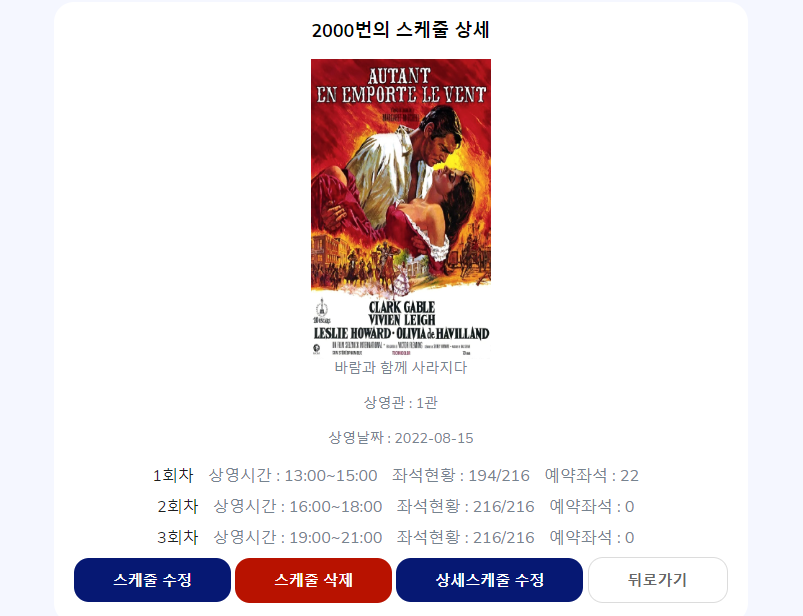 2000번의 스케줄 상세
AUTANT
EN EMPORTE LE VENT
CLARK GABLE
VIVIEN LEIGH
LESLIE HOWARD · OLIVIA de HAVILLAND
바람과 함께 사라지다
상영관 : 1관
상영날짜 : 2022-08-15
1회차 상영시간 : 13:00~15:00 좌석현황 : 194/216 예약좌석 : 22
2회차 상영시간 : 16:00~18:00 좌석현황 : 216/216 예약좌석 : 0
3회차 상영시간 : 19:00~21:00 좌석현황 : 216/216 예약좌석 : 0
스케줄 수정 스케줄 삭제 상세스케줄 수정 뒤로가기